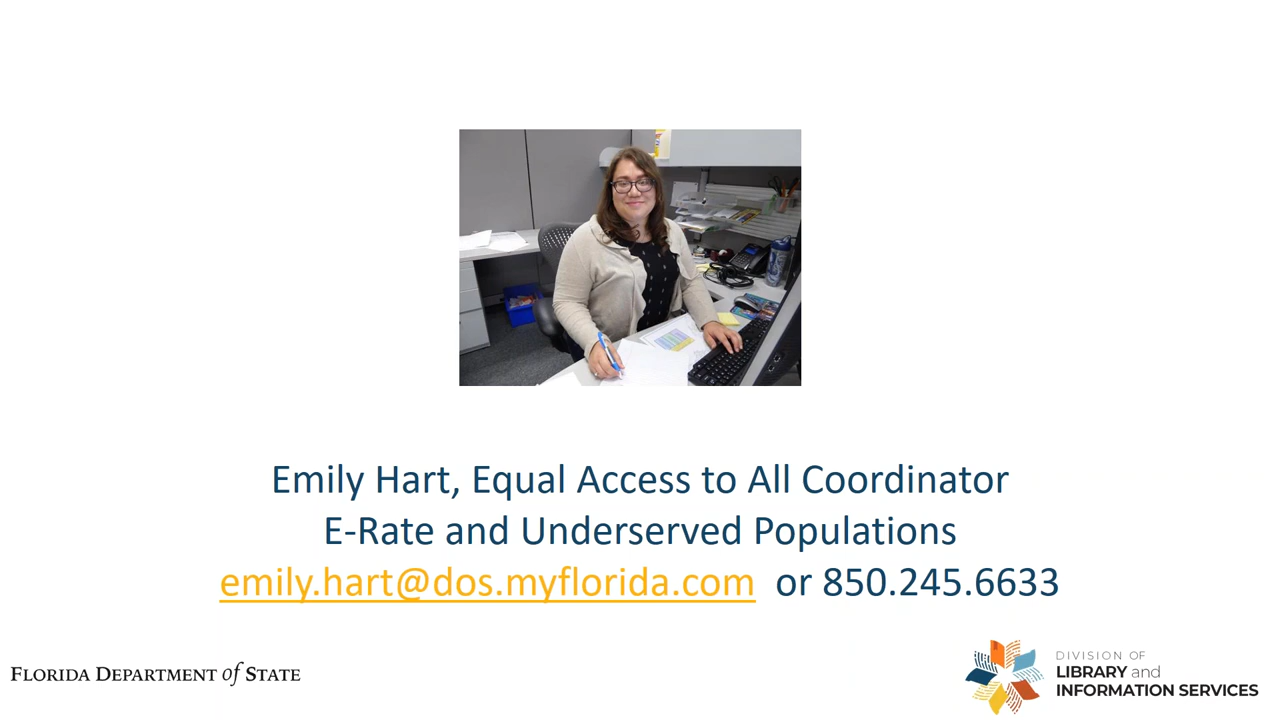 Emily Hart, Equal Access to All Coordinator
E-Rate and Underserved Populations
emily.hart@dos.myflorida.com or 850.245.6633
FLORIDA DEPARTMENT of STATE
DIVISION OF
LIBRARY and
INFORMATION SERVICES